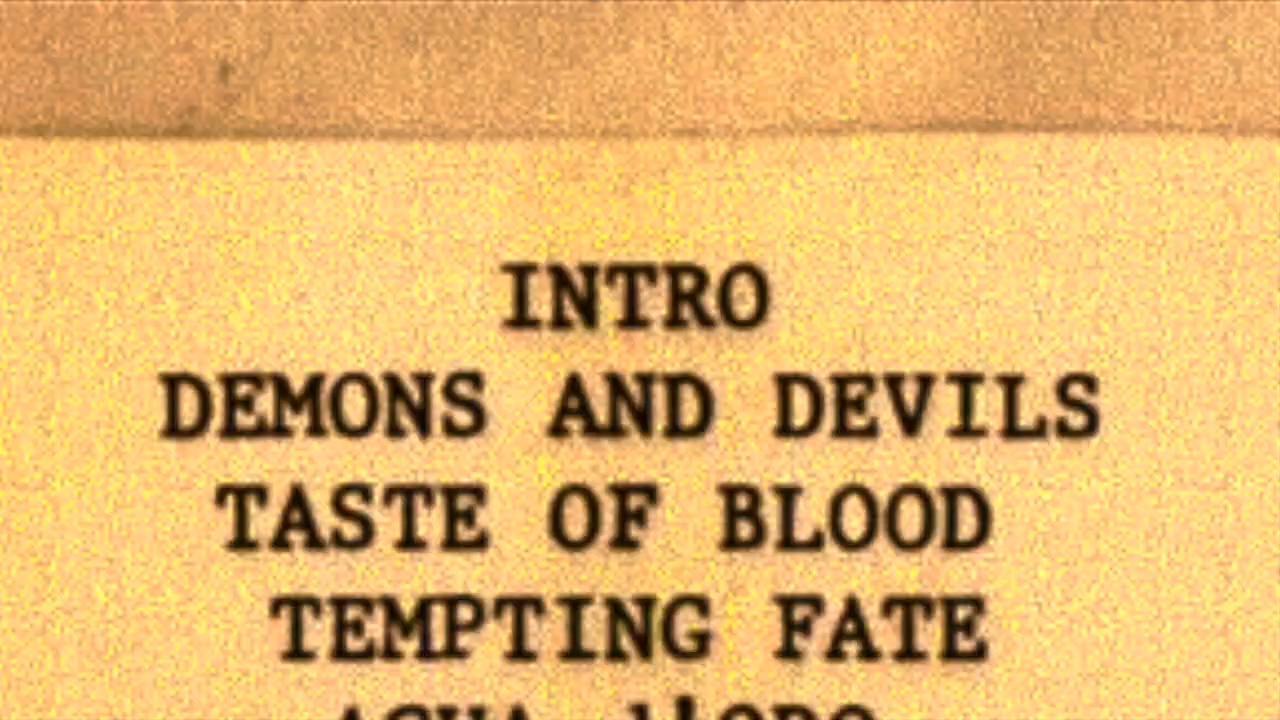 INTRO
DEMONS AND DEVILS
TASTE OF BLOOD
TEMPTING FATE